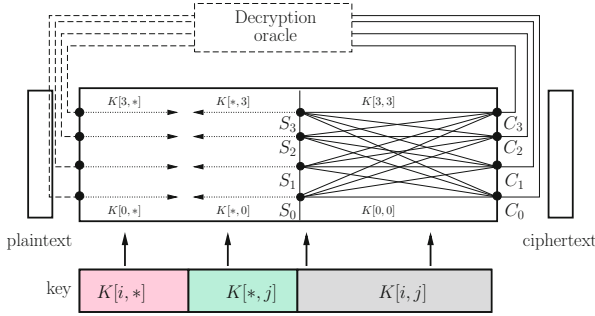 Decryption
oracle
K[3, ∗] K[∗, 3] K[3, 3]
S₃ C₃
S₂ C₂
S₁ C₁
S₀ C₀
K[0, ∗] K[∗, 0] K[0, 0]
plaintext ciphertext
key K[i, ∗] K[∗, j] K[i, j]